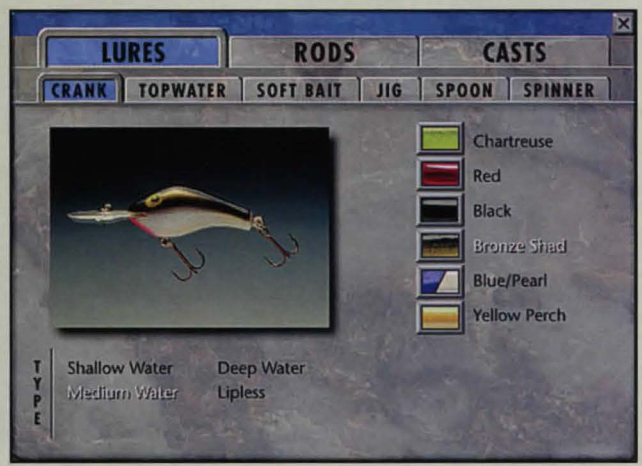 LURES RODS CASTS
CRANK TOPWATER SOFT BAIT JIG SPOON SPINNER
Chartreuse
Red
Black
Bronze Shad
Blue/Pearl
Yellow Perch
TYPE
Shallow Water Deep Water
Medium Water Lipless